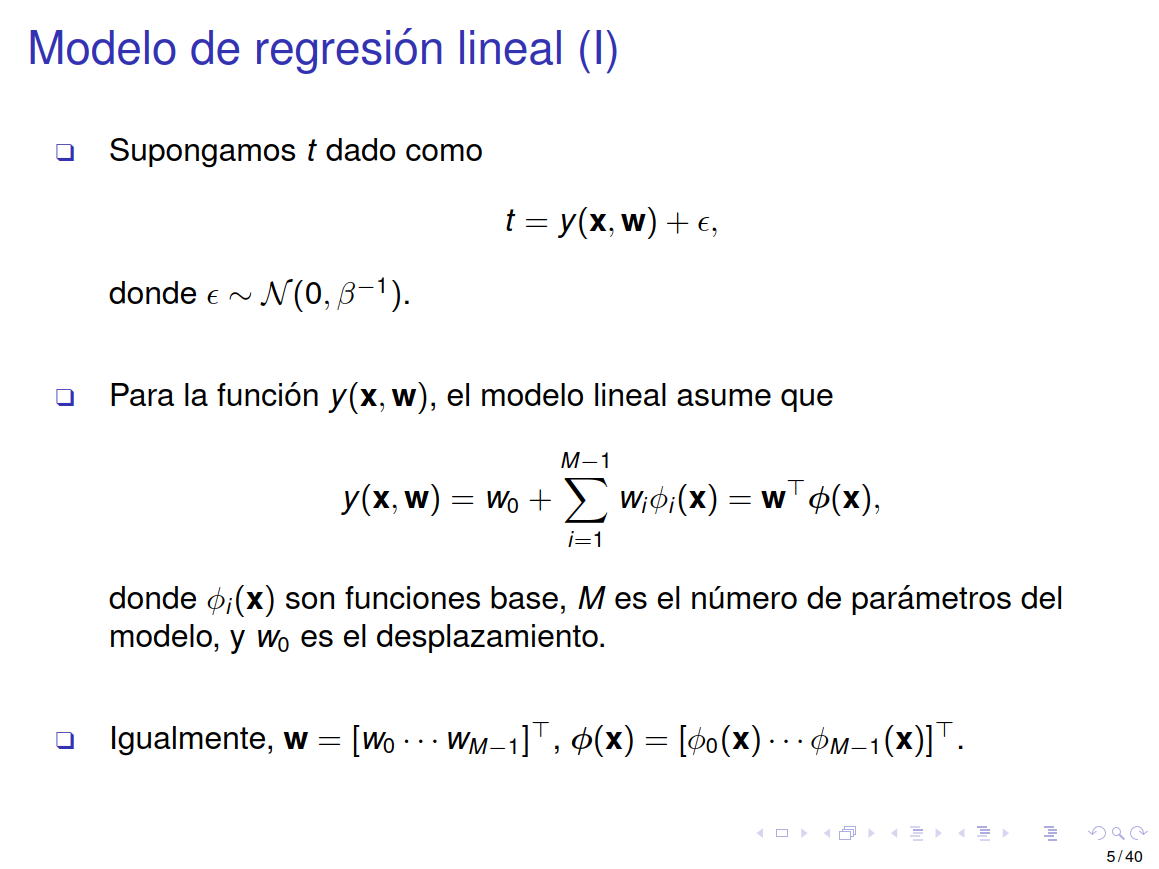 Modelo de regresión lineal (I)
❑ Supongamos t dado como
t = y(x, w) + ϵ,
donde ϵ ∼ 𝒩(0, β⁻¹).
❑ Para la función y(x, w), el modelo lineal asume que
y(x, w) = w₀ + ∑_{i=1}^{M−1} wᵢϕᵢ(x) = w^⊤ϕ(x),
donde ϕᵢ(x) son funciones base, M es el número de parámetros del
modelo, y w₀ es el desplazamiento.
❑ Igualmente, w = [w₀ ⋯ w_{M−1}]^⊤, ϕ(x) = [ϕ₀(x) ⋯ ϕ_{M−1}(x)]^⊤.
5 / 40